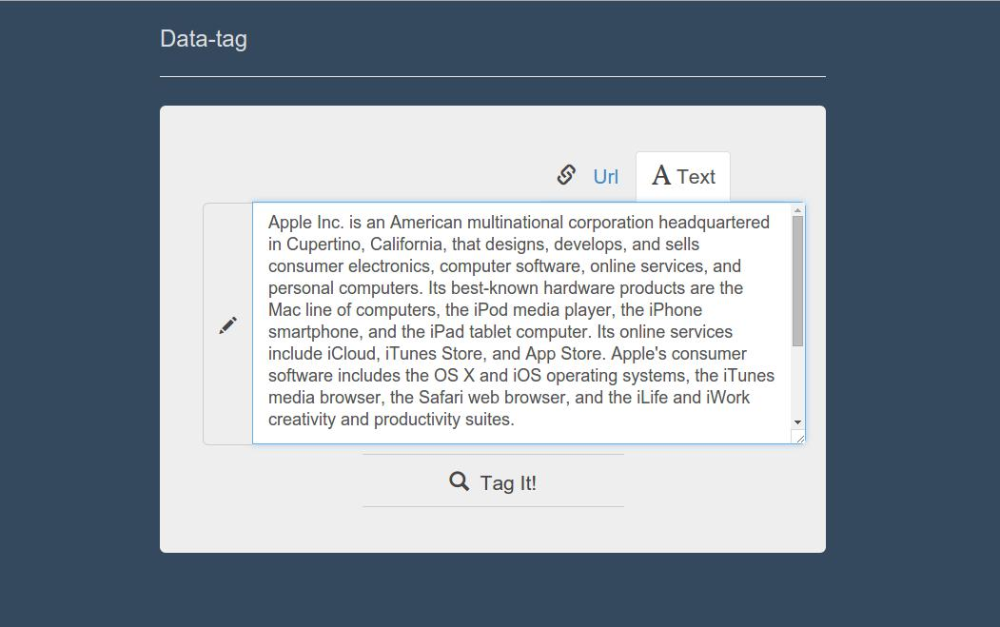 Data-tag
Url
A Text
Apple Inc. is an American multinational corporation headquartered
in Cupertino, California, that designs, develops, and sells
consumer electronics, computer software, online services, and
personal computers. Its best-known hardware products are the
Mac line of computers, the iPod media player, the iPhone
smartphone, and the iPad tablet computer. Its online services
include iCloud, iTunes Store, and App Store. Apple's consumer
software includes the OS X and iOS operating systems, the iTunes
media browser, the Safari web browser, and the iLife and iWork
creativity and productivity suites.
Tag It!